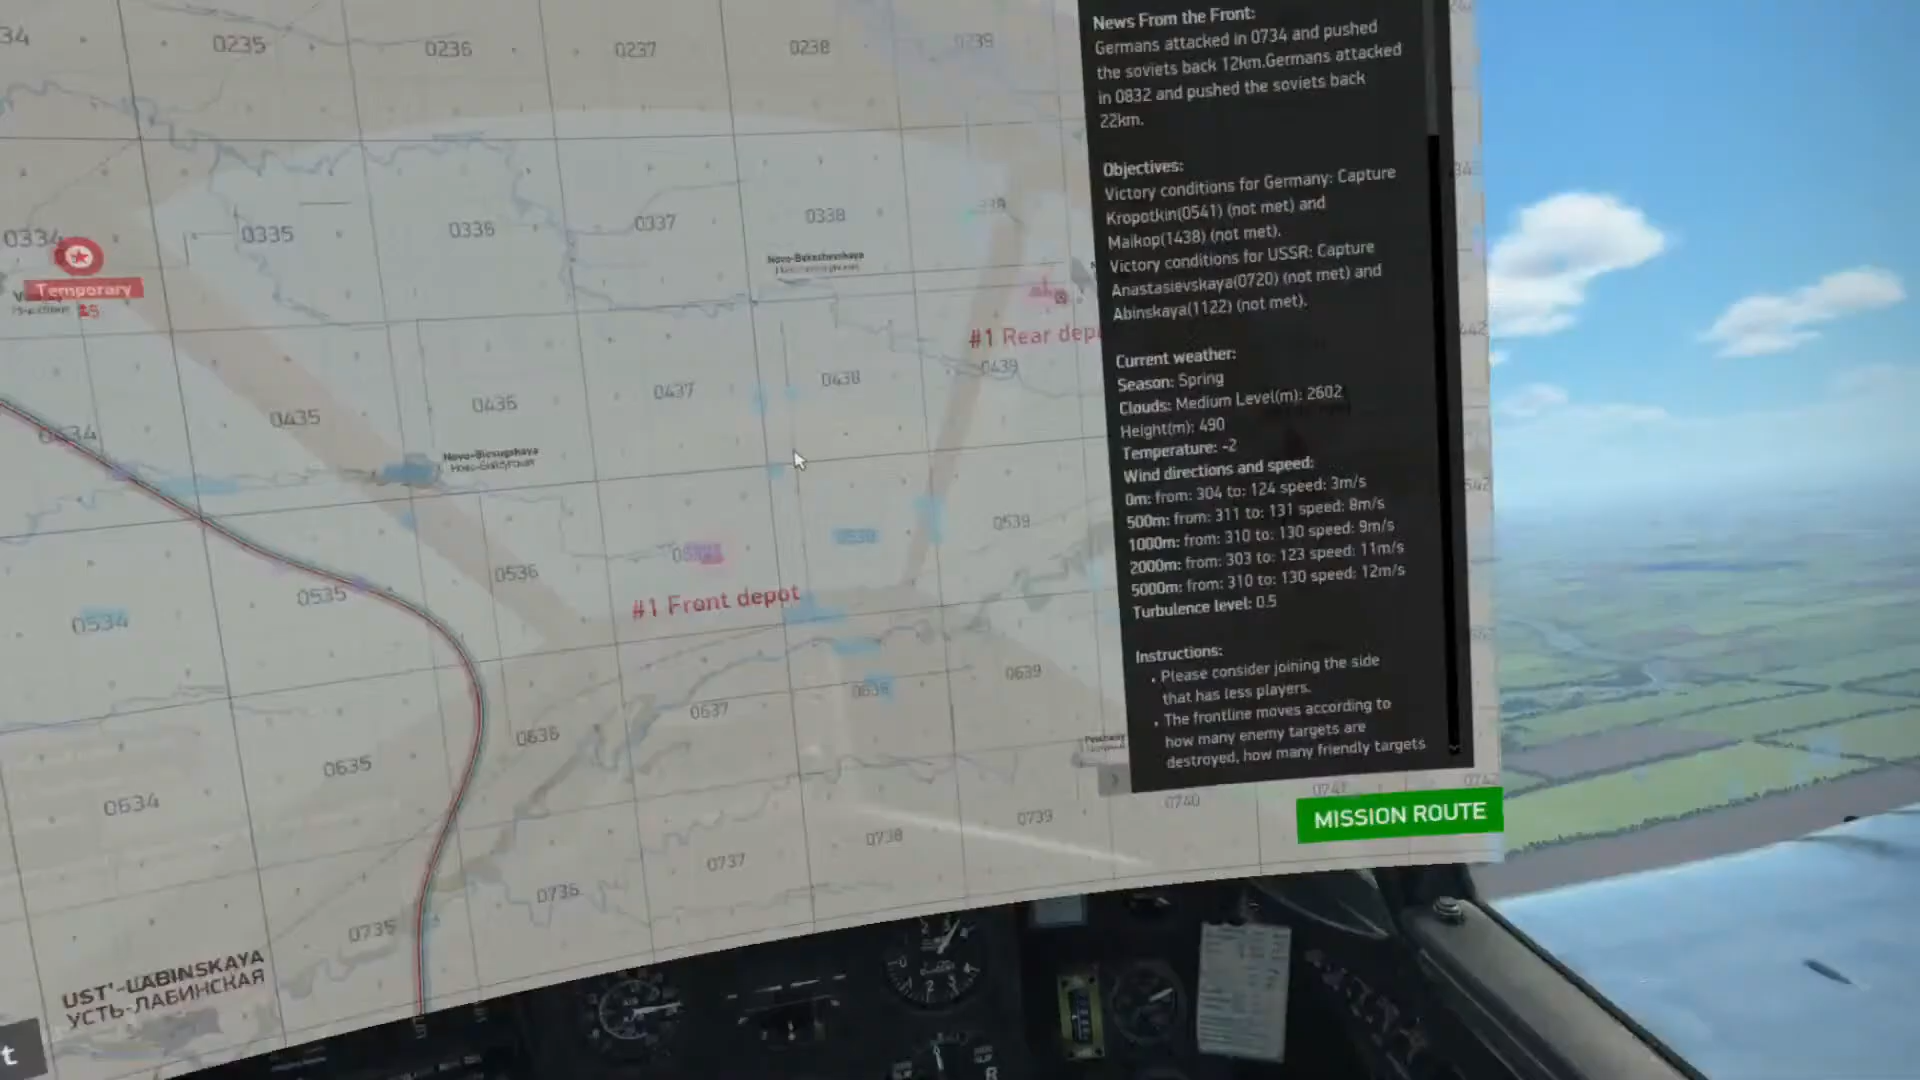 News From the Front:
Germans attacked in 0734 and pushed
the soviets back 12km.Germans attacked
in 0832 and pushed the soviets back
22km.
Objectives:
Victory conditions for Germany: Capture
Kropotkin(0541) (not met) and
Maikop(1438) (not met).
Victory conditions for USSR: Capture
Anastasievskaya(0720) (not met) and
Abinskaya(1122) (not met).
Current weather:
Season: Spring
Clouds: Medium Level(m): 2602
Height(m): 490
Temperature: -2
Wind directions and speed:
0m: from: 304 to: 124 speed: 3m/s
500m: from: 311 to: 131 speed: 8m/s
1000m: from: 310 to: 130 speed: 9m/s
2000m: from: 303 to: 123 speed: 11m/s
5000m: from: 310 to: 130 speed: 12m/s
Turbulence level: 0.5
Instructions:
• Please consider joining the side
that has less players.
• The frontline moves according to
how many enemy targets are
destroyed, how many friendly targets
MISSION ROUTE
34 0235 0236 0237 0238 0239
0334 0335 0336 0337 0338
Temporary
Novo-Bekeshevskaya
#1 Rear
0434 0435 0436 0437 0438 0439
0534 0535 0536 0539
#1 Front depot
0634 0635 0636 0637 0638 0639
0735 0736 0737 0738 0739 0740 0741 0742
UST'-LABINSKAYA
УСТЬ-ЛАБИНСКАЯ
t